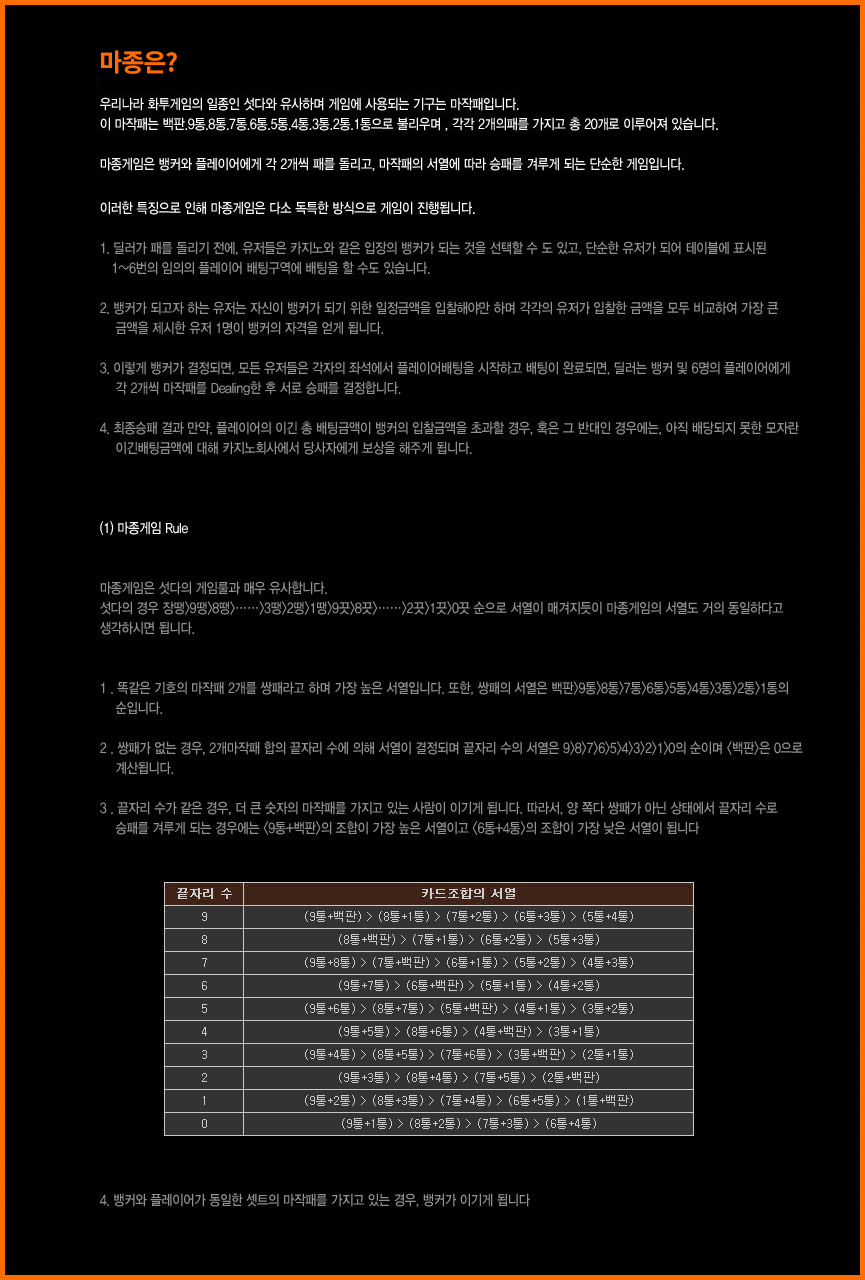 마종은?
우리나라 화투게임의 일종인 섯다와 유사하며 게임에 사용되는 기구는 마작패입니다.
이 마작패는 백판.9통.8통.7통.6통.5통.4통.3통.2통.1통으로 불리우며 , 각각 2개의패를 가지고 총 20개로 이루어져 있습니다.
마종게임은 뱅커와 플레이어에게 각 2개씩 패를 돌리고, 마작패의 서열에 따라 승패를 겨루게 되는 단순한 게임입니다.
이러한 특징으로 인해 마종게임은 다소 독특한 방식으로 게임이 진행됩니다.
1. 딜러가 패를 돌리기 전에, 유저들은 카지노와 같은 입장의 뱅커가 되는 것을 선택할 수 도 있고, 단순한 유저가 되어 테이블에 표시된
1~6번의 임의의 플레이어 배팅구역에 배팅을 할 수도 있습니다.
2. 뱅커가 되고자 하는 유저는 자신이 뱅커가 되기 위한 일정금액을 입찰해야만 하며 각각의 유저가 입찰한 금액을 모두 비교하여 가장 큰
금액을 제시한 유저 1명이 뱅커의 자격을 얻게 됩니다.
3. 이렇게 뱅커가 결정되면, 모든 유저들은 각자의 좌석에서 플레이어배팅을 시작하고 배팅이 완료되면, 딜러는 뱅커 및 6명의 플레이어에게
각 2개씩 마작패를 Dealing한 후 서로 승패를 결정합니다.
4. 최종승패 결과 만약, 플레이어의 이긴 총 배팅금액이 뱅커의 입찰금액을 초과할 경우, 혹은 그 반대인 경우에는, 아직 배당되지 못한 모자란
이긴배팅금액에 대해 카지노회사에서 당사자에게 보상을 해주게 됩니다.
(1) 마종게임 Rule
마종게임은 섯다의 게임룰과 매우 유사합니다.
섯다의 경우 장땡>9땡>8땡>……>3땡>2땡>1땡>9끗>8끗>……>2끗>1끗>0끗 순으로 서열이 매겨지듯이 마종게임의 서열도 거의 동일하다고
생각하시면 됩니다.
1 . 똑같은 기호의 마작패 2개를 쌍패라고 하며 가장 높은 서열입니다. 또한, 쌍패의 서열은 백판>9통>8통>7통>6통>5통>4통>3통>2통>1통의
순입니다.
2 . 쌍패가 없는 경우, 2개마작패 합의 끝자리 수에 의해 서열이 결정되며 끝자리 수의 서열은 9>8>7>6>5>4>3>2>1>0의 순이며 <백판>은 0으로
계산됩니다.
3 . 끝자리 수가 같은 경우, 더 큰 숫자의 마작패를 가지고 있는 사람이 이기게 됩니다. 따라서, 양 쪽다 쌍패가 아닌 상태에서 끝자리 수로
승패를 겨루게 되는 경우에는 <9통+백판>의 조합이 가장 높은 서열이고 <6통+4통>의 조합이 가장 낮은 서열이 됩니다
끝자리 수 카드조합의 서열
9 (9통+백판) > (8통+1통) > (7통+2통) > (6통+3통) > (5통+4통)
8 (8통+백판) > (7통+1통) > (6통+2통) > (5통+3통)
7 (9통+8통) > (7통+백판) > (6통+1통) > (5통+2통) > (4통+3통)
6 (9통+7통) > (6통+백판) > (5통+1통) > (4통+2통)
5 (9통+6통) > (8통+7통) > (5통+백판) > (4통+1통) > (3통+2통)
4 (9통+5통) > (8통+6통) > (4통+백판) > (3통+1통)
3 (9통+4통) > (8통+5통) > (7통+6통) > (3통+백판) > (2통+1통)
2 (9통+3통) > (8통+4통) > (7통+5통) > (2통+백판)
1 (9통+2통) > (8통+3통) > (7통+4통) > (6통+5통) > (1통+백판)
0 (9통+1통) > (8통+2통) > (7통+3통) > (6통+4통)
4. 뱅커와 플레이어가 동일한 셋트의 마작패를 가지고 있는 경우, 뱅커가 이기게 됩니다